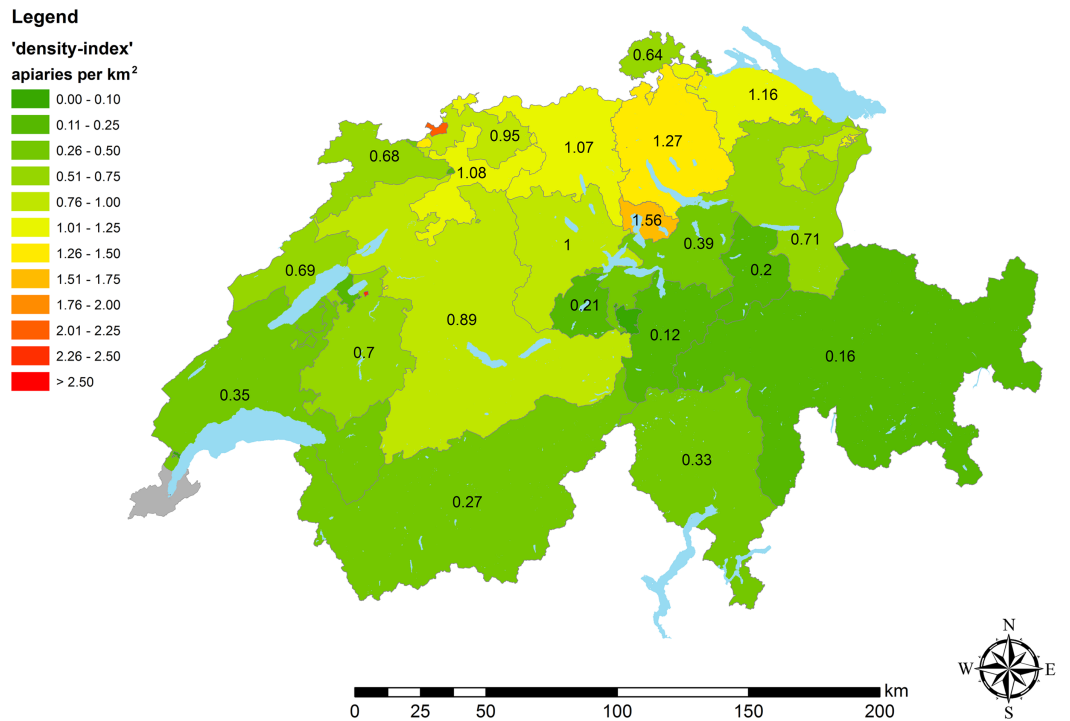 Legend
'density-index'
apiaries per km²
0.00 - 0.10
0.11 - 0.25
0.26 - 0.50
0.51 - 0.75
0.76 - 1.00
1.01 - 1.25
1.26 - 1.50
1.51 - 1.75
1.76 - 2.00
2.01 - 2.25
2.26 - 2.50
> 2.50
0.64
1.16
0.95
1.27
1.07
0.68
1.08
1.56
1
0.39
0.71
0.69
0.2
0.21
0.89
0.12
0.7
0.16
0.35
0.33
0.27
N
W E
S
km
0 25 50 100 150 200